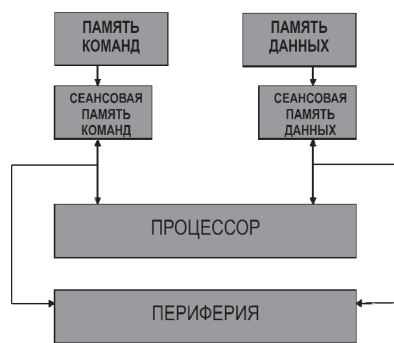 ПАМЯТЬ
КОМАНД
ПАМЯТЬ
ДАННЫХ
СЕАНСОВАЯ
ПАМЯТЬ
КОМАНД
СЕАНСОВАЯ
ПАМЯТЬ
ДАННЫХ
ПРОЦЕССОР
ПЕРИФЕРИЯ